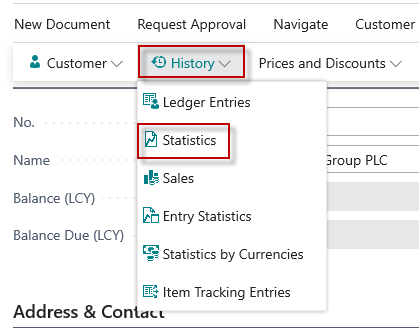 New Document Request Approval Navigate Customer
Customer History Prices and Discounts
Ledger Entries
No.
Statistics
Name Group PLC
Sales
Balance (LCY)
Entry Statistics
Balance Due (LCY)
Statistics by Currencies
Item Tracking Entries
Address & Contact